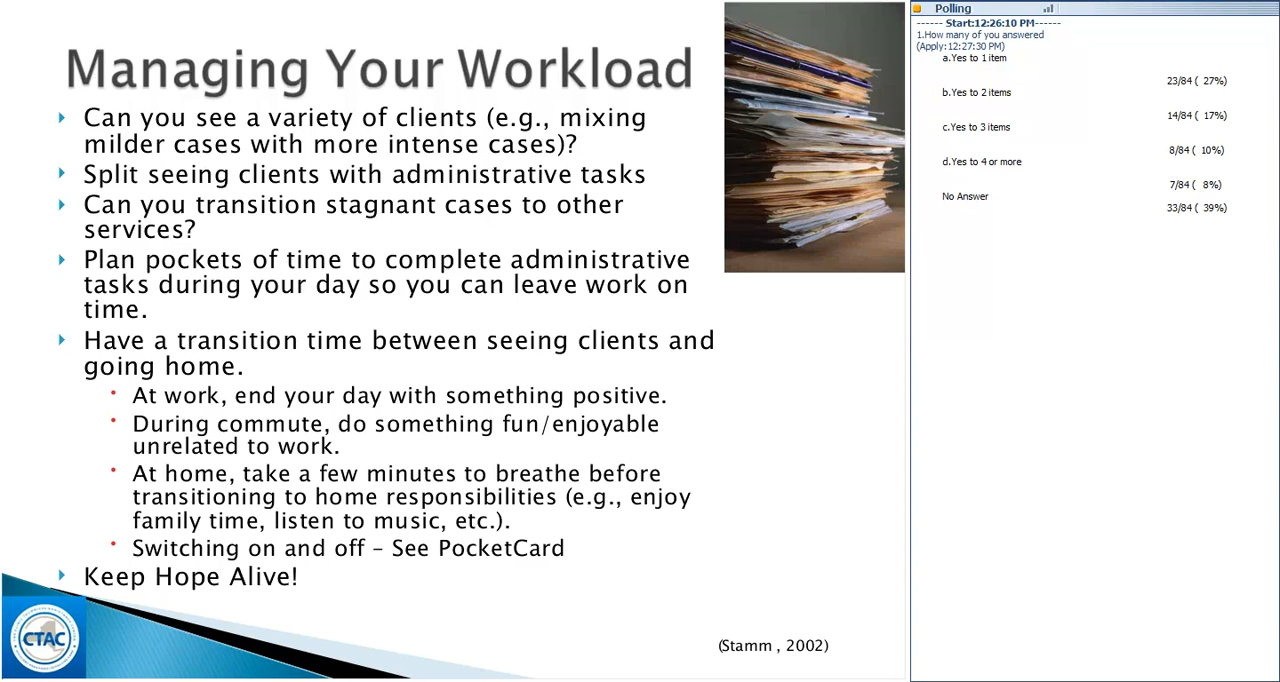 Managing Your Workload
Can you see a variety of clients (e.g., mixing
milder cases with more intense cases)?
Split seeing clients with administrative tasks
Can you transition stagnant cases to other
services?
Plan pockets of time to complete administrative
tasks during your day so you can leave work on
time.
Have a transition time between seeing clients and
going home.
At work, end your day with something positive.
During commute, do something fun/enjoyable
unrelated to work.
At home, take a few minutes to breathe before
transitioning to home responsibilities (e.g., enjoy
family time, listen to music, etc.).
Switching on and off – See PocketCard
Keep Hope Alive!
CTAC
(Stamm , 2002)
Polling
------ Start:12:26:10 PM------
1.How many of you answered
(Apply:12:27:30 PM)
a.Yes to 1 item
23/84 ( 27%)
b.Yes to 2 items
14/84 ( 17%)
c.Yes to 3 items
8/84 ( 10%)
d.Yes to 4 or more
7/84 ( 8%)
No Answer
33/84 ( 39%)